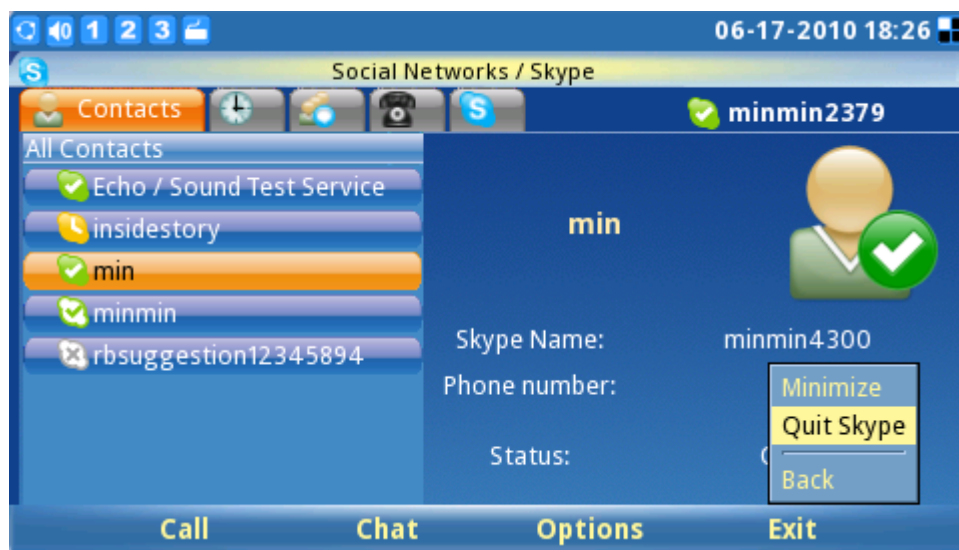 1 2 3 06-17-2010 18:26
S Social Networks / Skype
Contacts S minmin2379
All Contacts
Echo / Sound Test Service
insidestory
min
minmin
rbsuggestion12345894
min
Skype Name: minmin4300
Phone number:
Status:
Minimize
Quit Skype
Back
Call Chat Options Exit